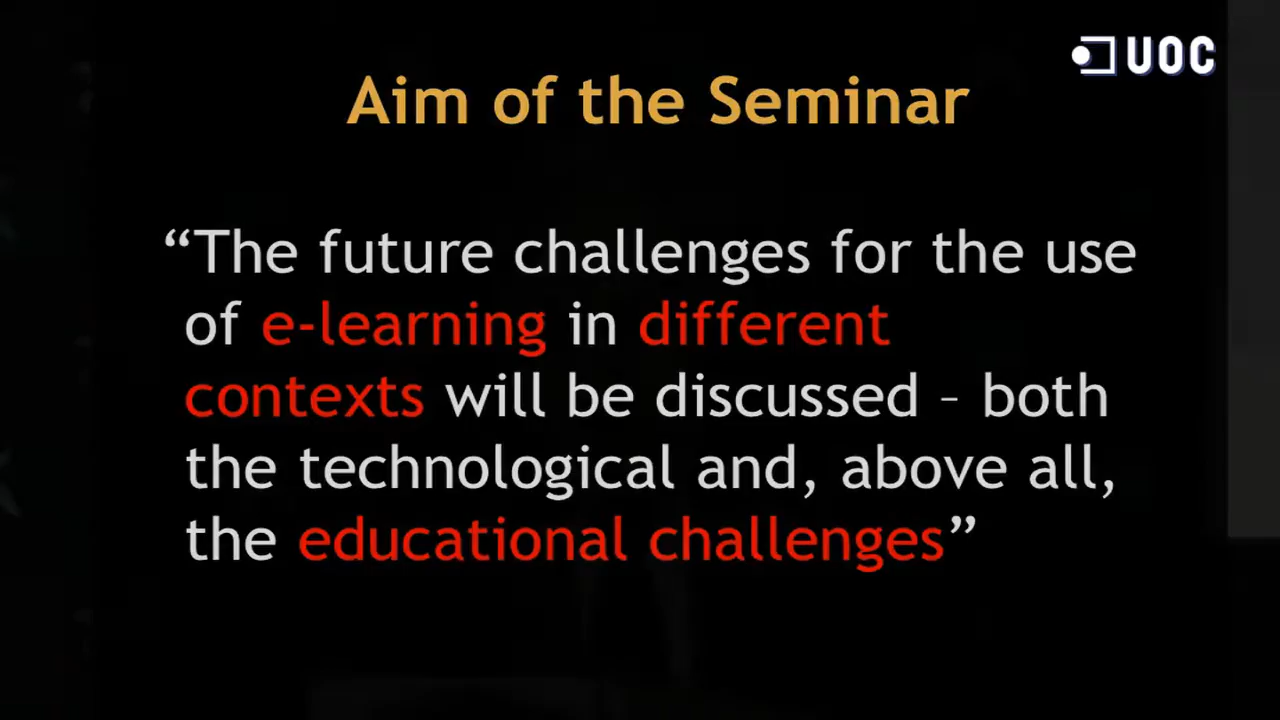 UOC
Aim of the Seminar
“The future challenges for the use
of e-learning in different
contexts will be discussed – both
the technological and, above all,
the educational challenges”